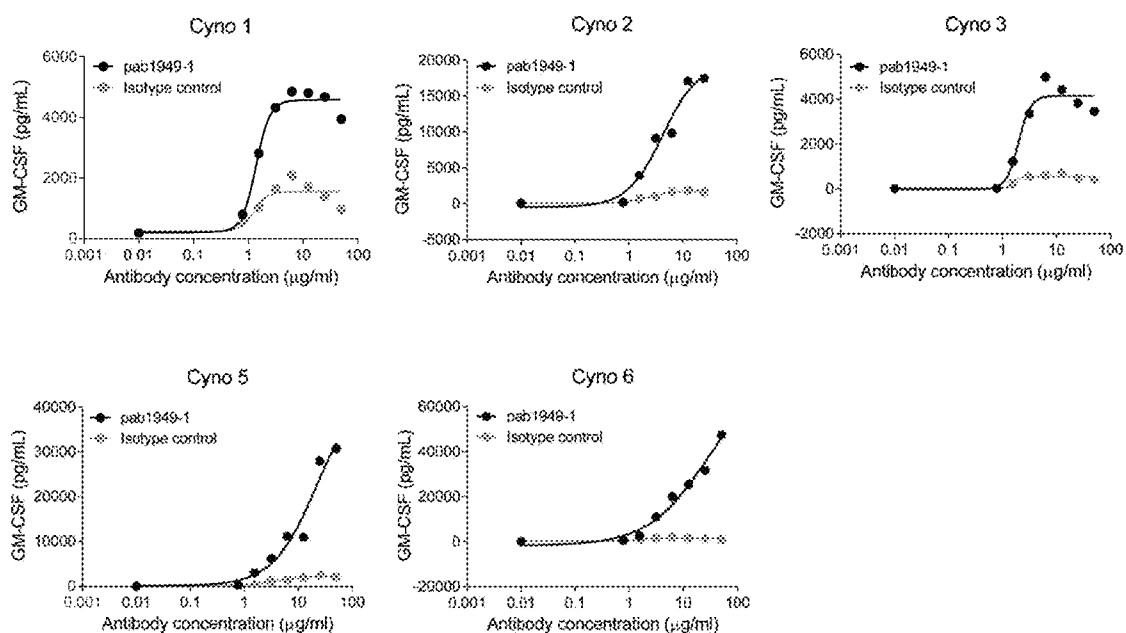 Cyno 1
GM-CSF (pg/mL)
6000
4000
2000
0
pab1949-1
Isotype control
0.001 0.01 0.1 1 10 100
Antibody concentration (µg/ml)
Cyno 2
GM-CSF (pg/mL)
20000
15000
10000
5000
0
-5000
pab1949-1
Isotype control
0.001 0.01 0.1 1 10 100
Antibody concentration (µg/ml)
Cyno 3
GM-CSF (pg/mL)
6000
4000
2000
0
-2000
pab1949-1
Isotype control
0.001 0.01 0.1 1 10 100
Antibody concentration (µg/ml)
Cyno 5
GM-CSF (pg/mL)
40000
30000
20000
10000
0
pab1949-1
Isotype control
0.001 0.01 0.1 1 10 100
Antibody concentration (µg/ml)
Cyno 6
GM-CSF (pg/mL)
60000
40000
20000
0
-20000
pab1949-1
Isotype control
0.001 0.01 0.1 1 10 100
Antibody concentration (µg/ml)